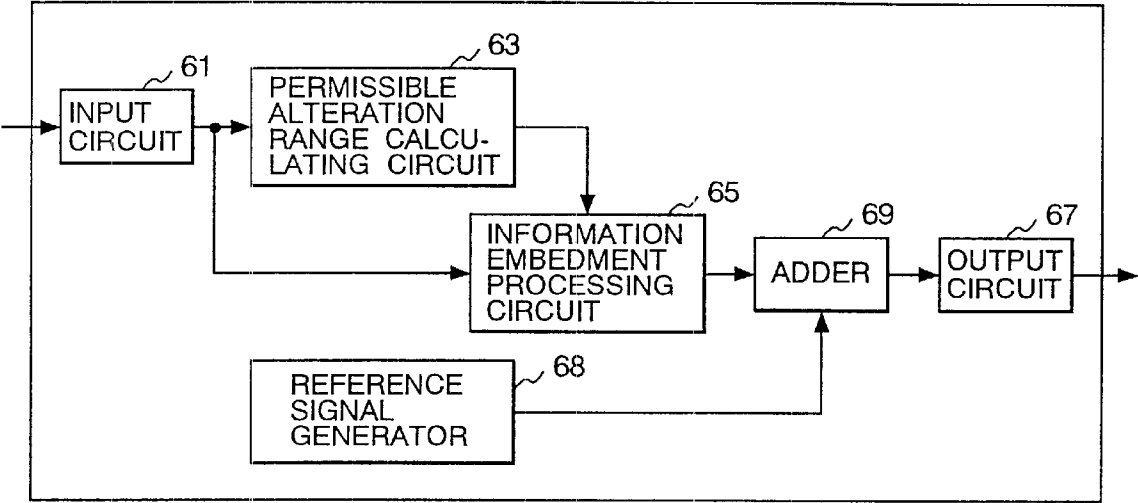 61
INPUT
CIRCUIT
63
PERMISSIBLE
ALTERATION
RANGE CALCU-
LATING CIRCUIT
65
INFORMATION
EMBEDMENT
PROCESSING
CIRCUIT
69
ADDER
67
OUTPUT
CIRCUIT
68
REFERENCE
SIGNAL
GENERATOR